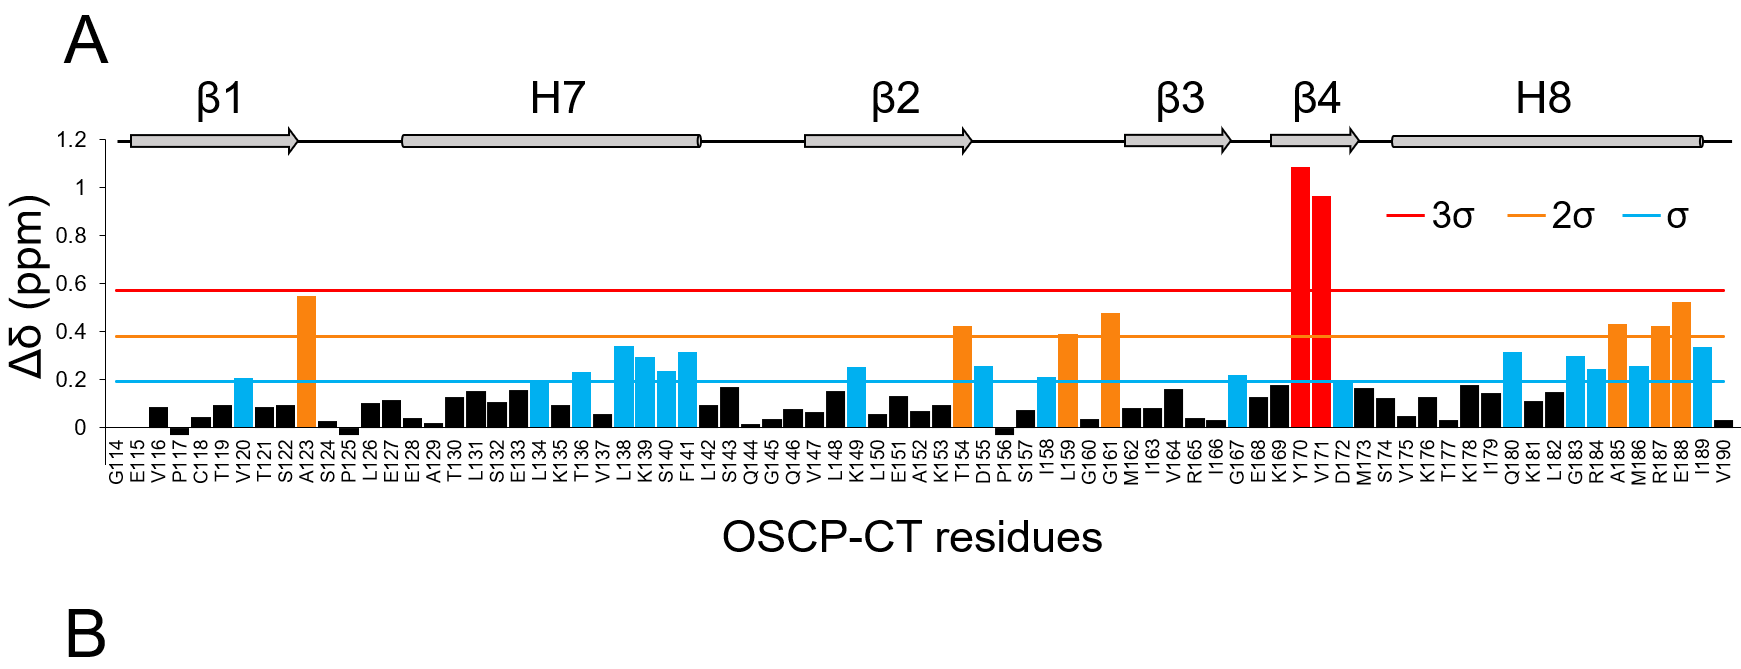 A
β1 H7 β2 β3 β4 H8
1.2
1
0.8
0.6
0.4
0.2
0
Δδ (ppm)
3σ 2σ σ
G114 E115 V116 P117 C118 T119 V120 T121 S122 A123 S124 P125 L126 E127 E128 A129 T130 L131 S132 E133 L134 K135 T136 V137 L138 K139 S140 F141 L142 S143 Q144 G145 Q146 V147 L148 K149 L150 E151 A152 K153 T154 D155 P156 S157 I158 L159 G160 G161 M162 I163 V164 R165 I166 G167 E168 K169 Y170 V171 D172 M173 S174 V175 K176 T177 K178 I179 Q180 K181 L182 G183 R184 A185 M186 R187 E188 I189 V190
OSCP-CT residues
B